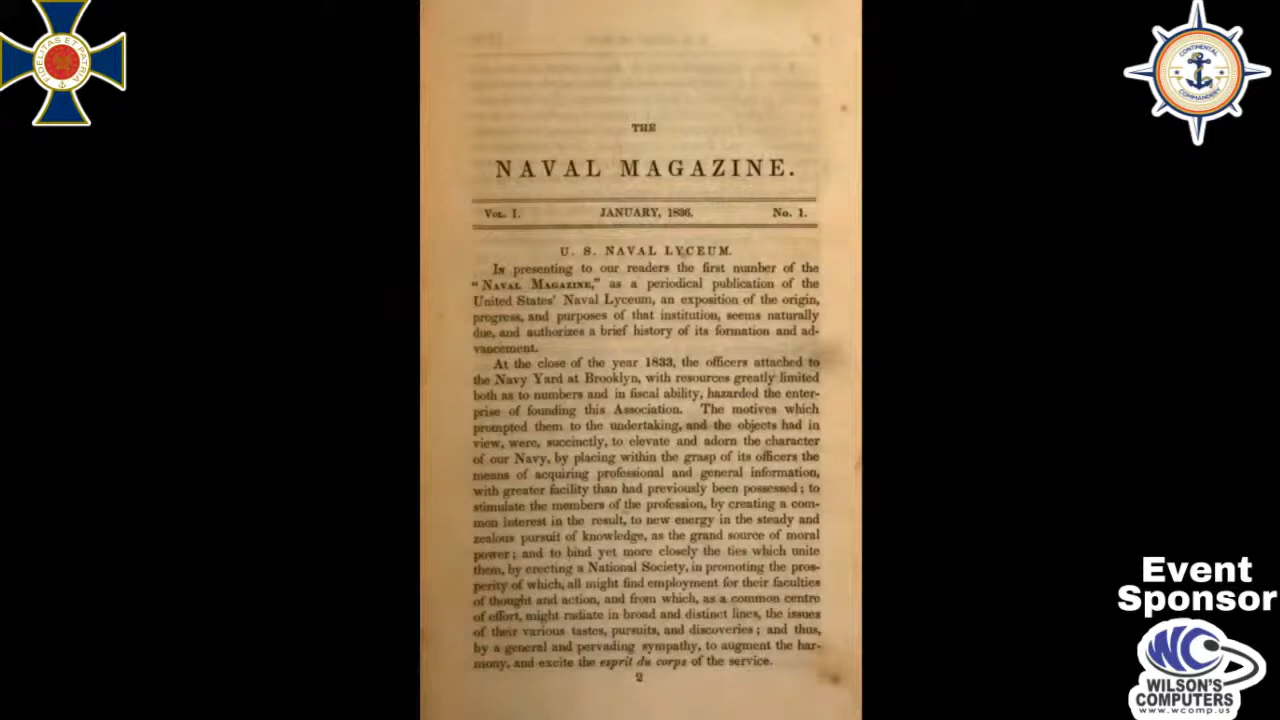 FIDELITAS ET PATRIA
CONTINENTAL
COMMANDERY
THE
NAVAL MAGAZINE.
VOL. I. JANUARY, 1836. No. 1.
U. S. NAVAL LYCEUM.
In presenting to our readers the first number of the
"NAVAL MAGAZINE," as a periodical publication of the
United States' Naval Lyceum, an exposition of the origin,
progress, and purposes of that institution, seems naturally
due, and authorizes a brief history of its formation and ad-
vancement.
At the close of the year 1833, the officers attached to
the Navy Yard at Brooklyn, with resources greatly limited
both as to numbers and in fiscal ability, hazarded the enter-
prise of founding this Association. The motives which
prompted them to the undertaking, and the objects had in
view, were, succinctly, to elevate and adorn the character
of our Navy, by placing within the grasp of its officers the
means of acquiring professional and general information,
with greater facility than had previously been possessed; to
stimulate the members of the profession, by creating a com-
mon interest in the result, to new energy in the steady and
zealous pursuit of knowledge, as the grand source of moral
power; and to bind yet more closely the ties which unite
them, by erecting a National Society, in promoting the pros-
perity of which, all might find employment for their faculties
of thought and action, and from which, as a common centre
of effort, might radiate in broad and distinct lines, the issues
of their various tastes, pursuits, and discoveries; and thus,
by a general and pervading sympathy, to augment the har-
mony, and excite the esprit du corps of the service.
2
Event
Sponsor
WC
WILSON'S
COMPUTERS
www.wcomp.us